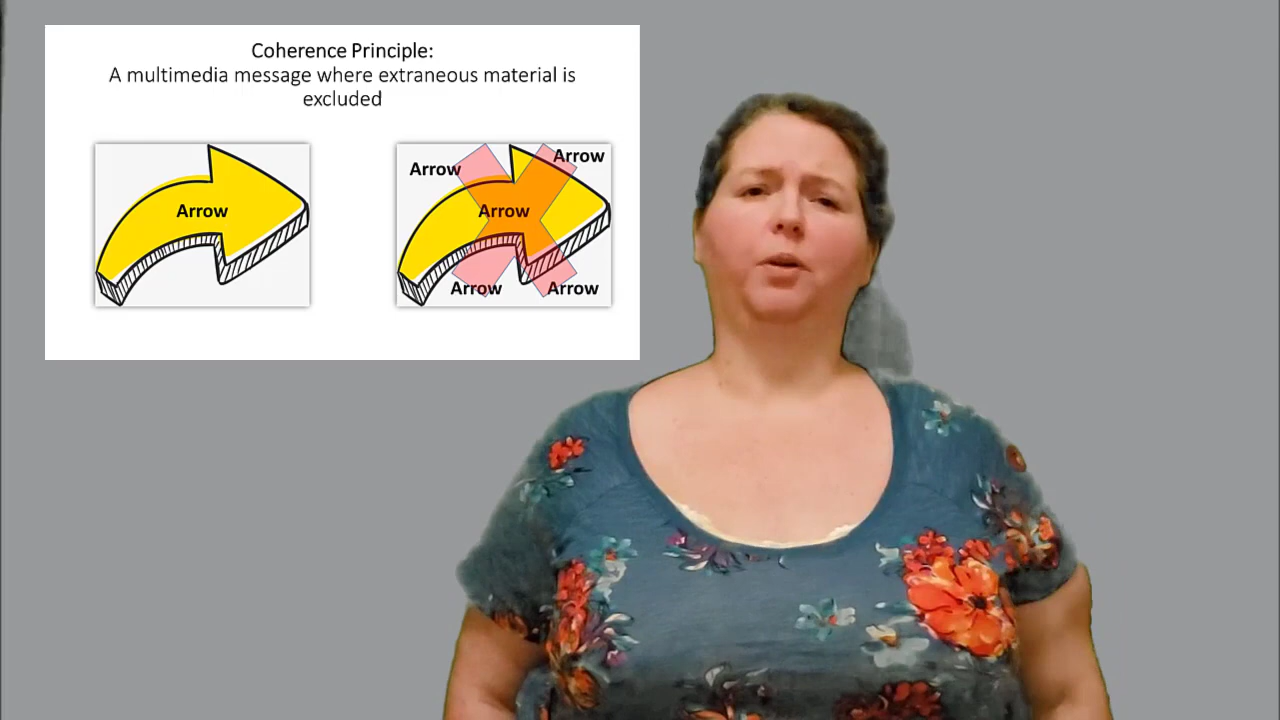 Coherence Principle:
A multimedia message where extraneous material is
excluded
Arrow
Arrow
Arrow
Arrow
Arrow
Arrow